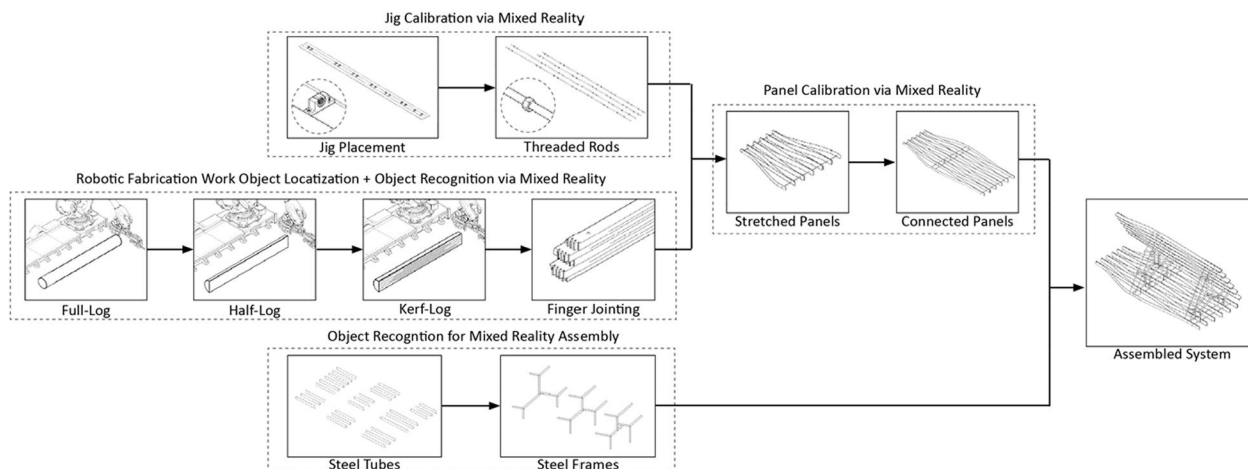 Jig Calibration via Mixed Reality
Jig Placement
Threaded Rods
Panel Calibration via Mixed Reality
Stretched Panels
Connected Panels
Robotic Fabrication Work Object Locatization + Object Recognition via Mixed Reality
Full-Log
Half-Log
Kerf-Log
Finger Jointing
Object Recogntion for Mixed Reality Assembly
Steel Tubes
Steel Frames
Assembled System